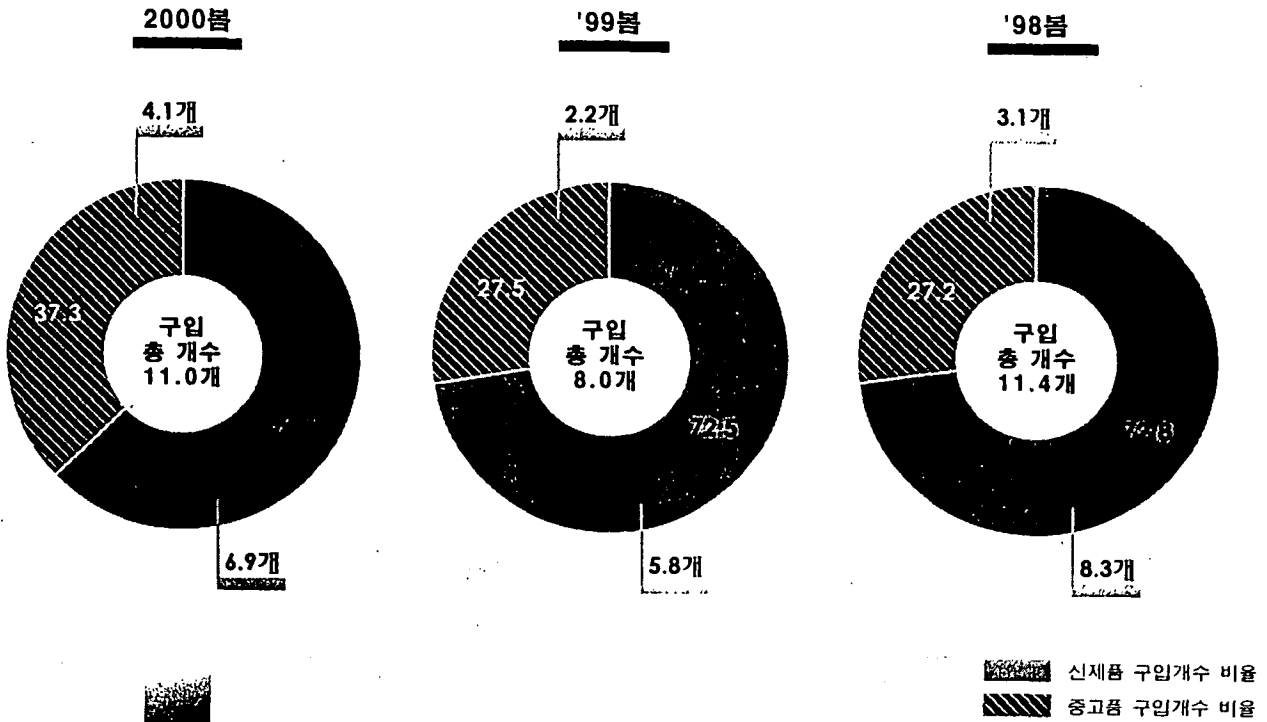 2000봄
'99봄
'98봄
4.1개
2.2개
3.1개
37.3
27.5
27.2
구입
총 개수
11.0개
구입
총 개수
8.0개
구입
총 개수
11.4개
72.5
6.9개
5.8개
8.3개
신제품 구입개수 비율
중고품 구입개수 비율